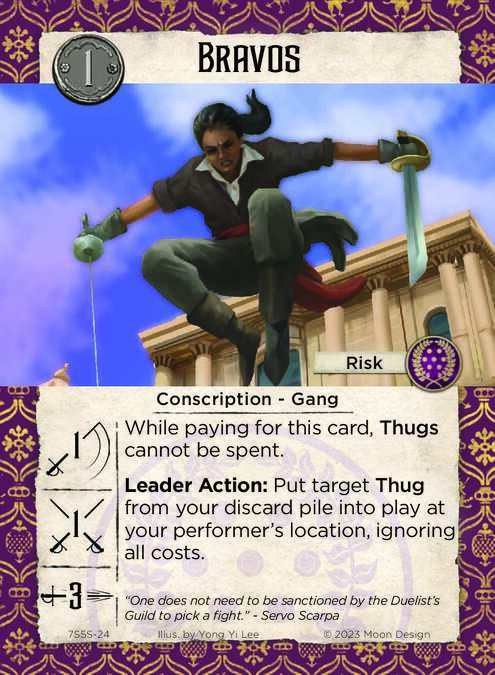 1
BRAVOS
Risk
Conscription - Gang
1
1
+3
While paying for this card, Thugs
cannot be spent.
Leader Action: Put target Thug
from your discard pile into play at
your performer’s location, ignoring
all costs.
“One does not need to be sanctioned by the Duelist’s
Guild to pick a fight.” - Servo Scarpa
7S5S-24 Illus. by Yong Yi Lee © 2023 Moon Design